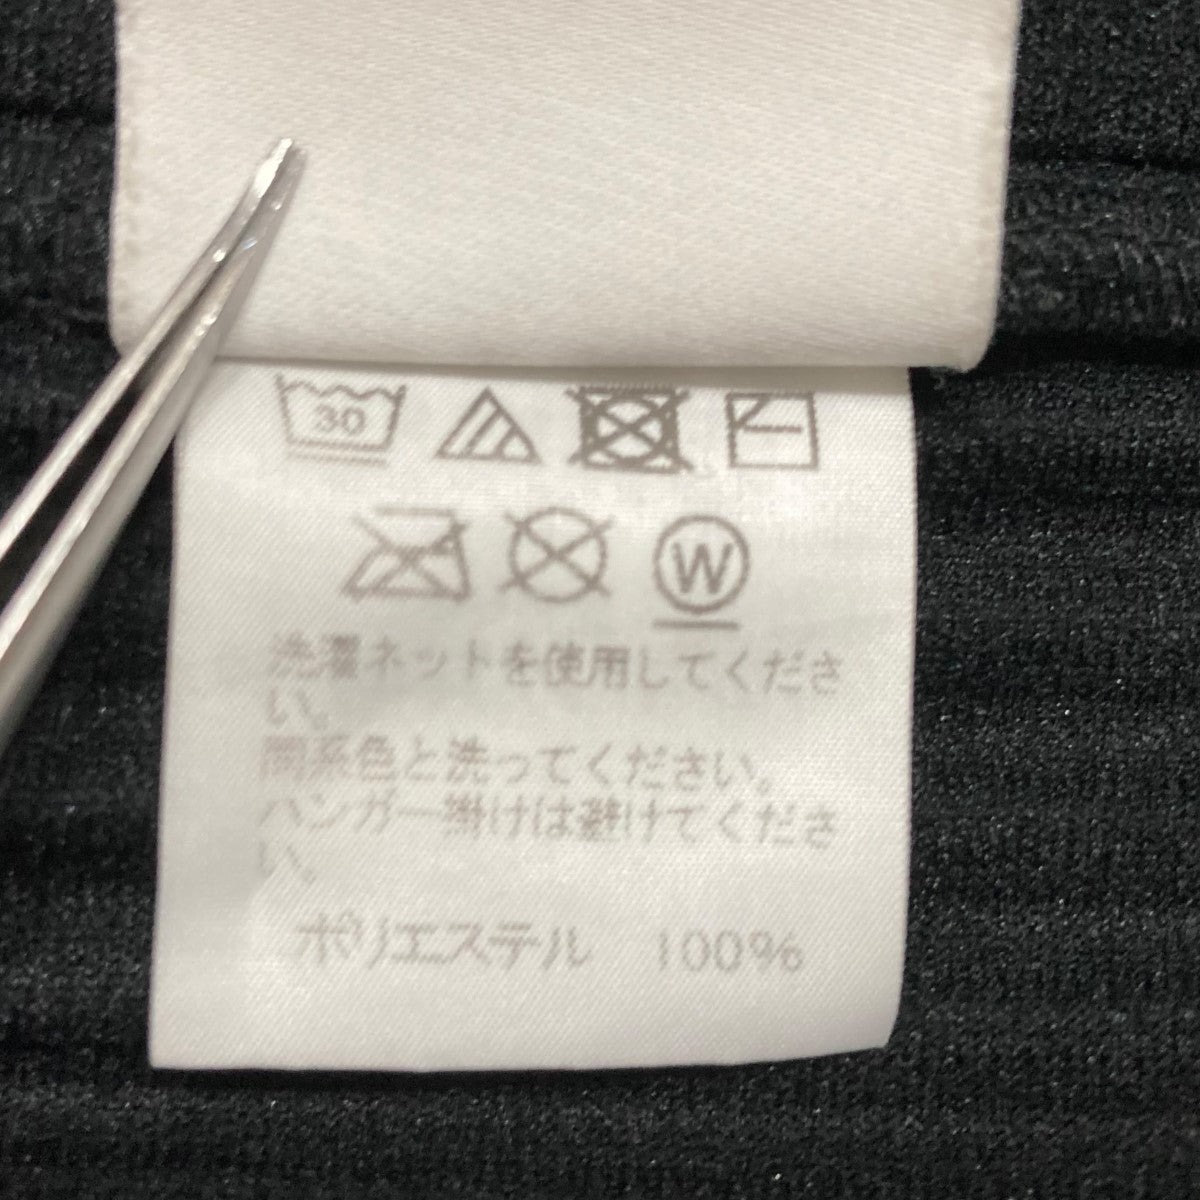 30
W
洗濯ネットを使用してくださ
い。
同系色と洗ってください。
ハンガー掛けは避けてくださ
い。
ポリエステル 100%